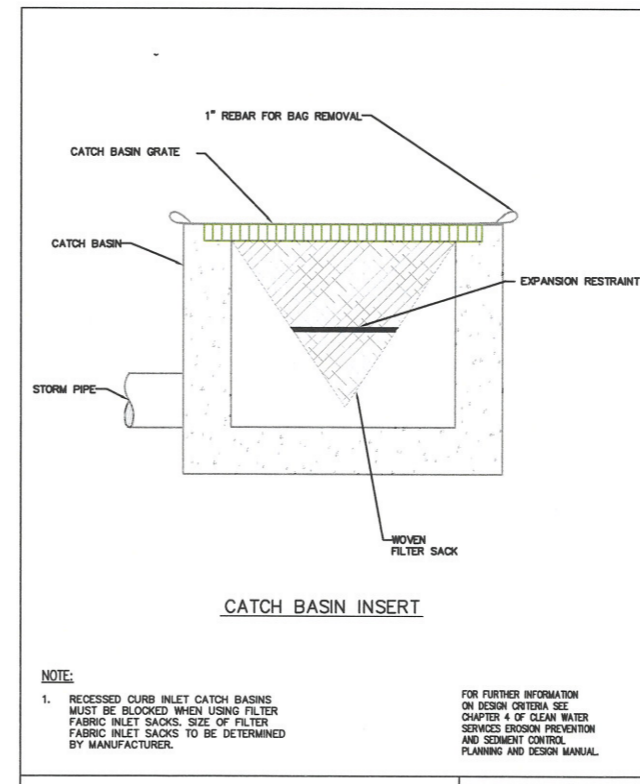 1" REBAR FOR BAG REMOVAL
CATCH BASIN GRATE
CATCH BASIN
EXPANSION RESTRAINT
STORM PIPE
WOVEN
FILTER SACK
CATCH BASIN INSERT
NOTE:
1. RECESSED CURB INLET CATCH BASINS
MUST BE BLOCKED WHEN USING FILTER
FABRIC INLET SACKS. SIZE OF FILTER
FABRIC INLET SACKS TO BE DETERMINED
BY MANUFACTURER.
FOR FURTHER INFORMATION
ON DESIGN CRITERIA SEE
CHAPTER 4 OF CLEAN WATER
SERVICES EROSION PREVENTION
AND SEDIMENT CONTROL
PLANNING AND DESIGN MANUAL.